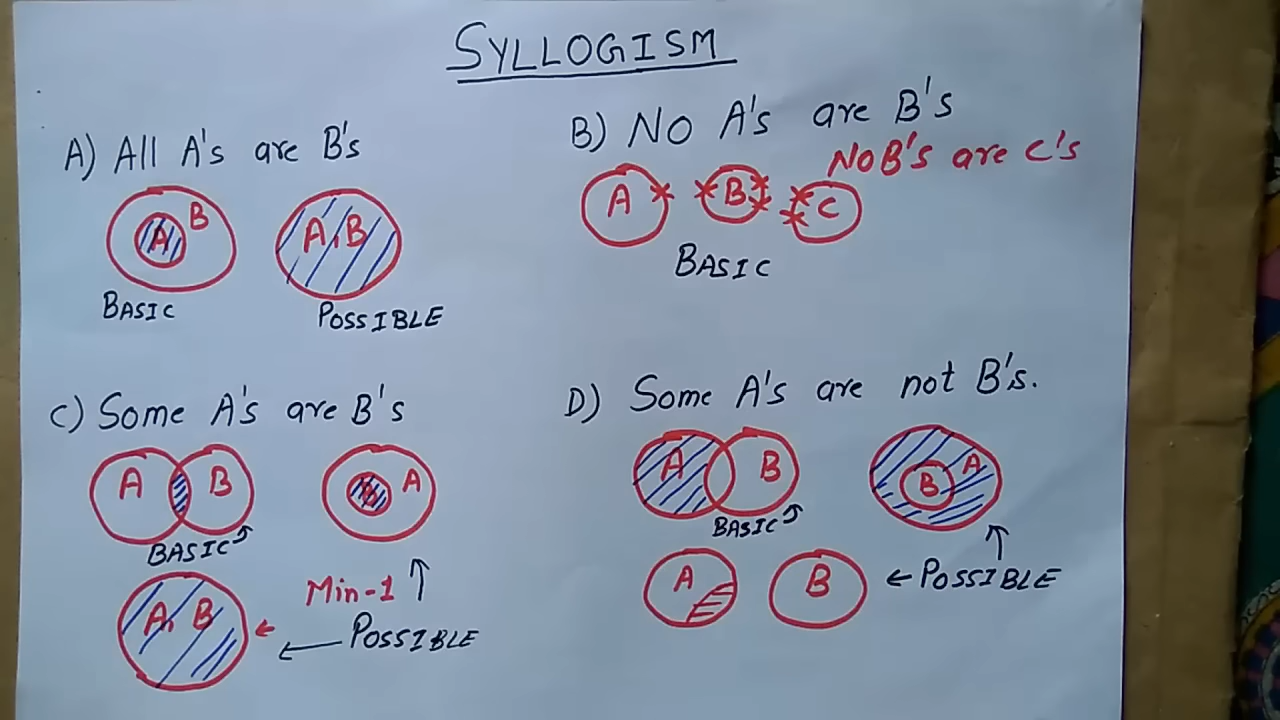 SYLLOGISM
A) All A's are B's
A B
BASIC
A, B
POSSIBLE
B) NO A's are B's
NO B's are C's
A B C
BASIC
C) Some A's are B's
A B
BASIC
A
Min-1
A, B
POSSIBLE
D) Some A's are not B's.
A B
BASIC
B A
A B
POSSIBLE